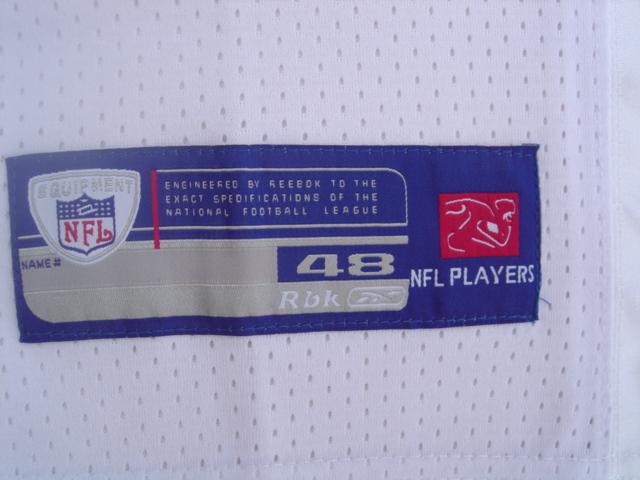 EQUIPMENT
NFL
ENGINEERED BY REEBOK TO THE
EXACT SPECIFICATIONS OF THE
NATIONAL FOOTBALL LEAGUE
NAME#
48
Rbk
NFL PLAYERS